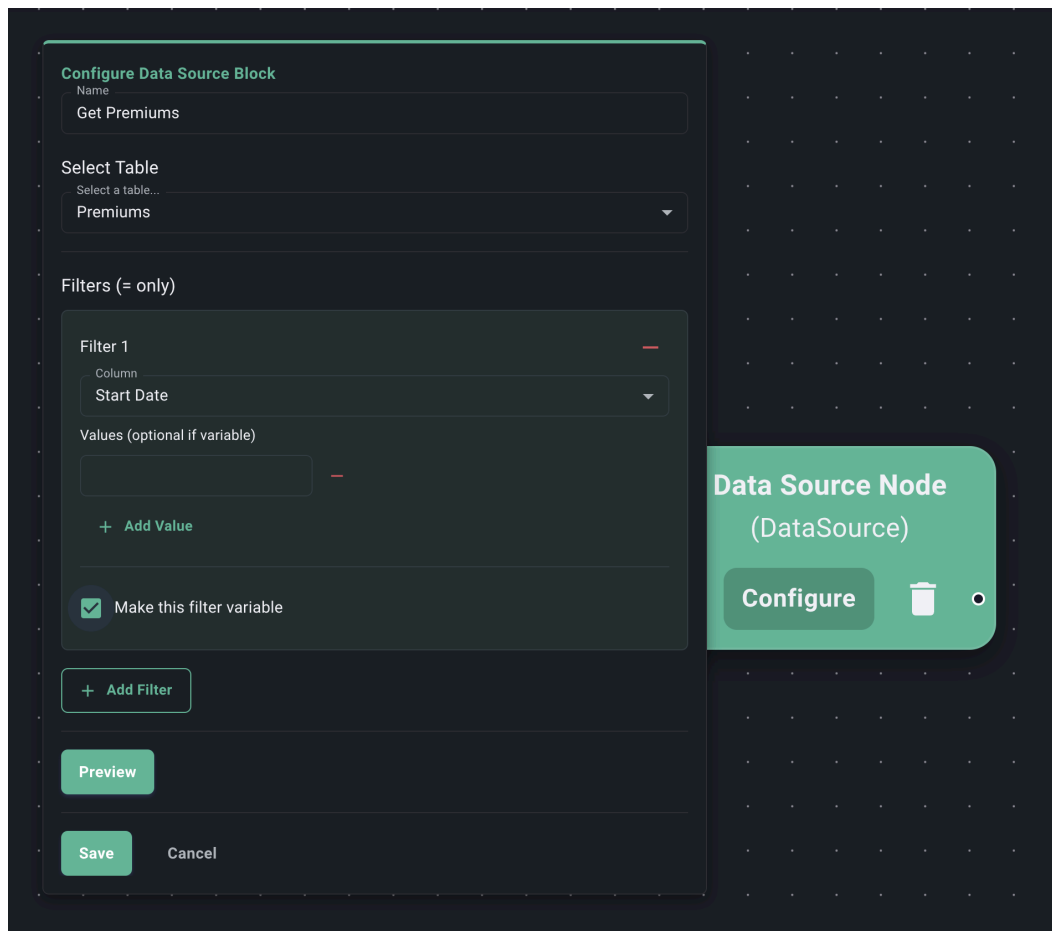 Configure Data Source Block
Name
Get Premiums
Select Table
Select a table...
Premiums
Filters (= only)
Filter 1
Column
Start Date
Values (optional if variable)
+ Add Value
Make this filter variable
+ Add Filter
Preview
Save Cancel
Data Source Node
(DataSource)
Configure